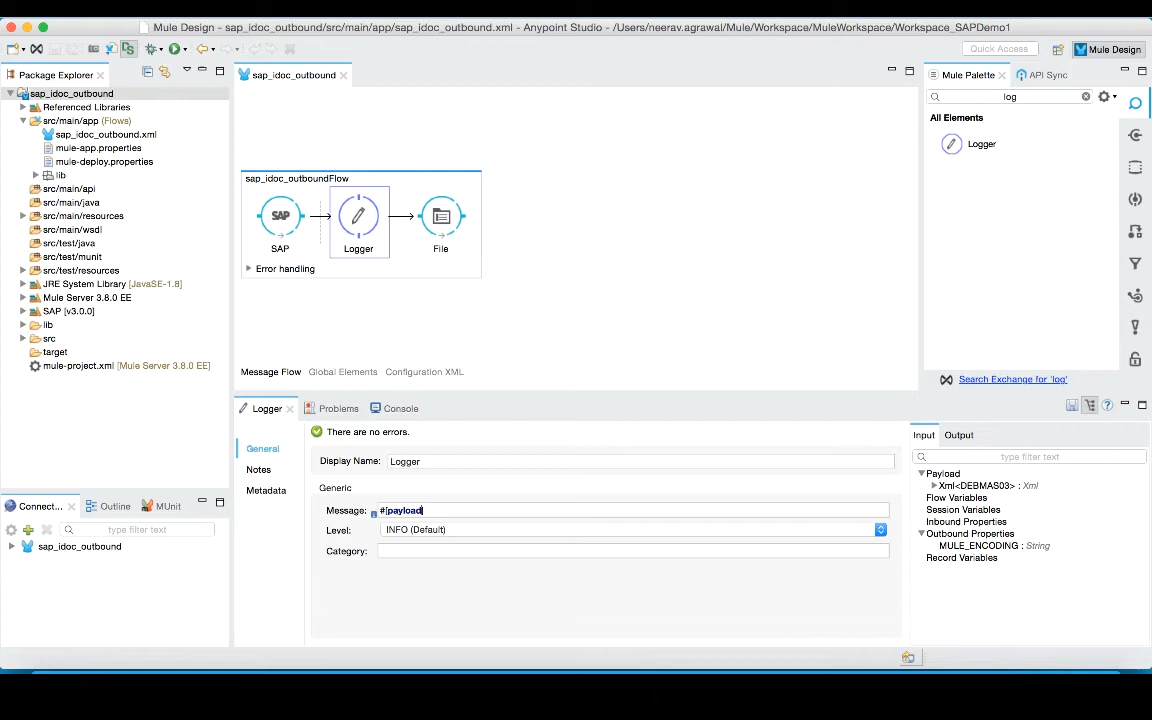 Mule Design - sap_idoc_outbound/src/main/app/sap_idoc_outbound.xml - Anypoint Studio - /Users/neerav.agrawal/Mule/Workspace/MuleWorkspace/Workspace_SAPDemo1
Quick Access
Mule Design
Package Explorer
sap_idoc_outbound
Referenced Libraries
src/main/app (Flows)
sap_idoc_outbound.xml
mule-app.properties
mule-deploy.properties
lib
src/main/api
src/main/java
src/main/resources
src/main/wsdl
src/test/java
src/test/munit
src/test/resources
JRE System Library [JavaSE-1.8]
Mule Server 3.8.0 EE
SAP [v3.0.0]
lib
src
target
mule-project.xml [Mule Server 3.8.0 EE]
Connect...
Outline
MUnit
type filter text
sap_idoc_outbound
sap_idoc_outbound
sap_idoc_outboundFlow
SAP
SAP
Logger
File
Error handling
Message Flow
Global Elements
Configuration XML
Mule Palette
API Sync
log
All Elements
Logger
Search Exchange for 'log'
Logger
Problems
Console
There are no errors.
General
Notes
Metadata
Display Name: Logger
Generic
Message: #[payload
Level: INFO (Default)
Category:
Input
Output
type filter text
Payload
Xml<DEBMAS03> : Xml
Flow Variables
Session Variables
Inbound Properties
Outbound Properties
MULE_ENCODING : String
Record Variables